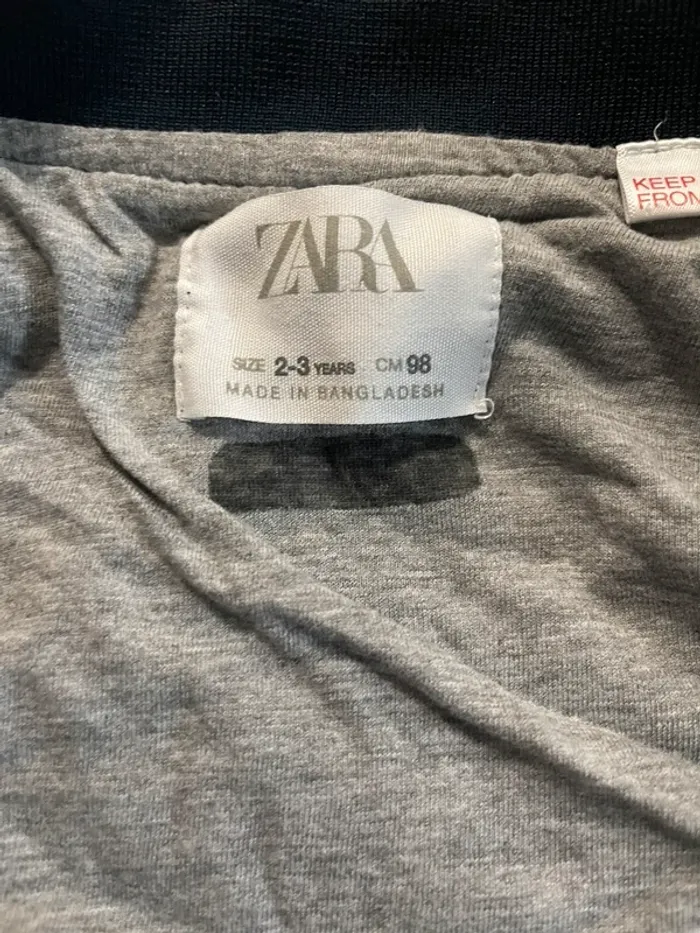 ZARA
SIZE 2-3 YEARS CM 98
MADE IN BANGLADESH
KEEP
FROM